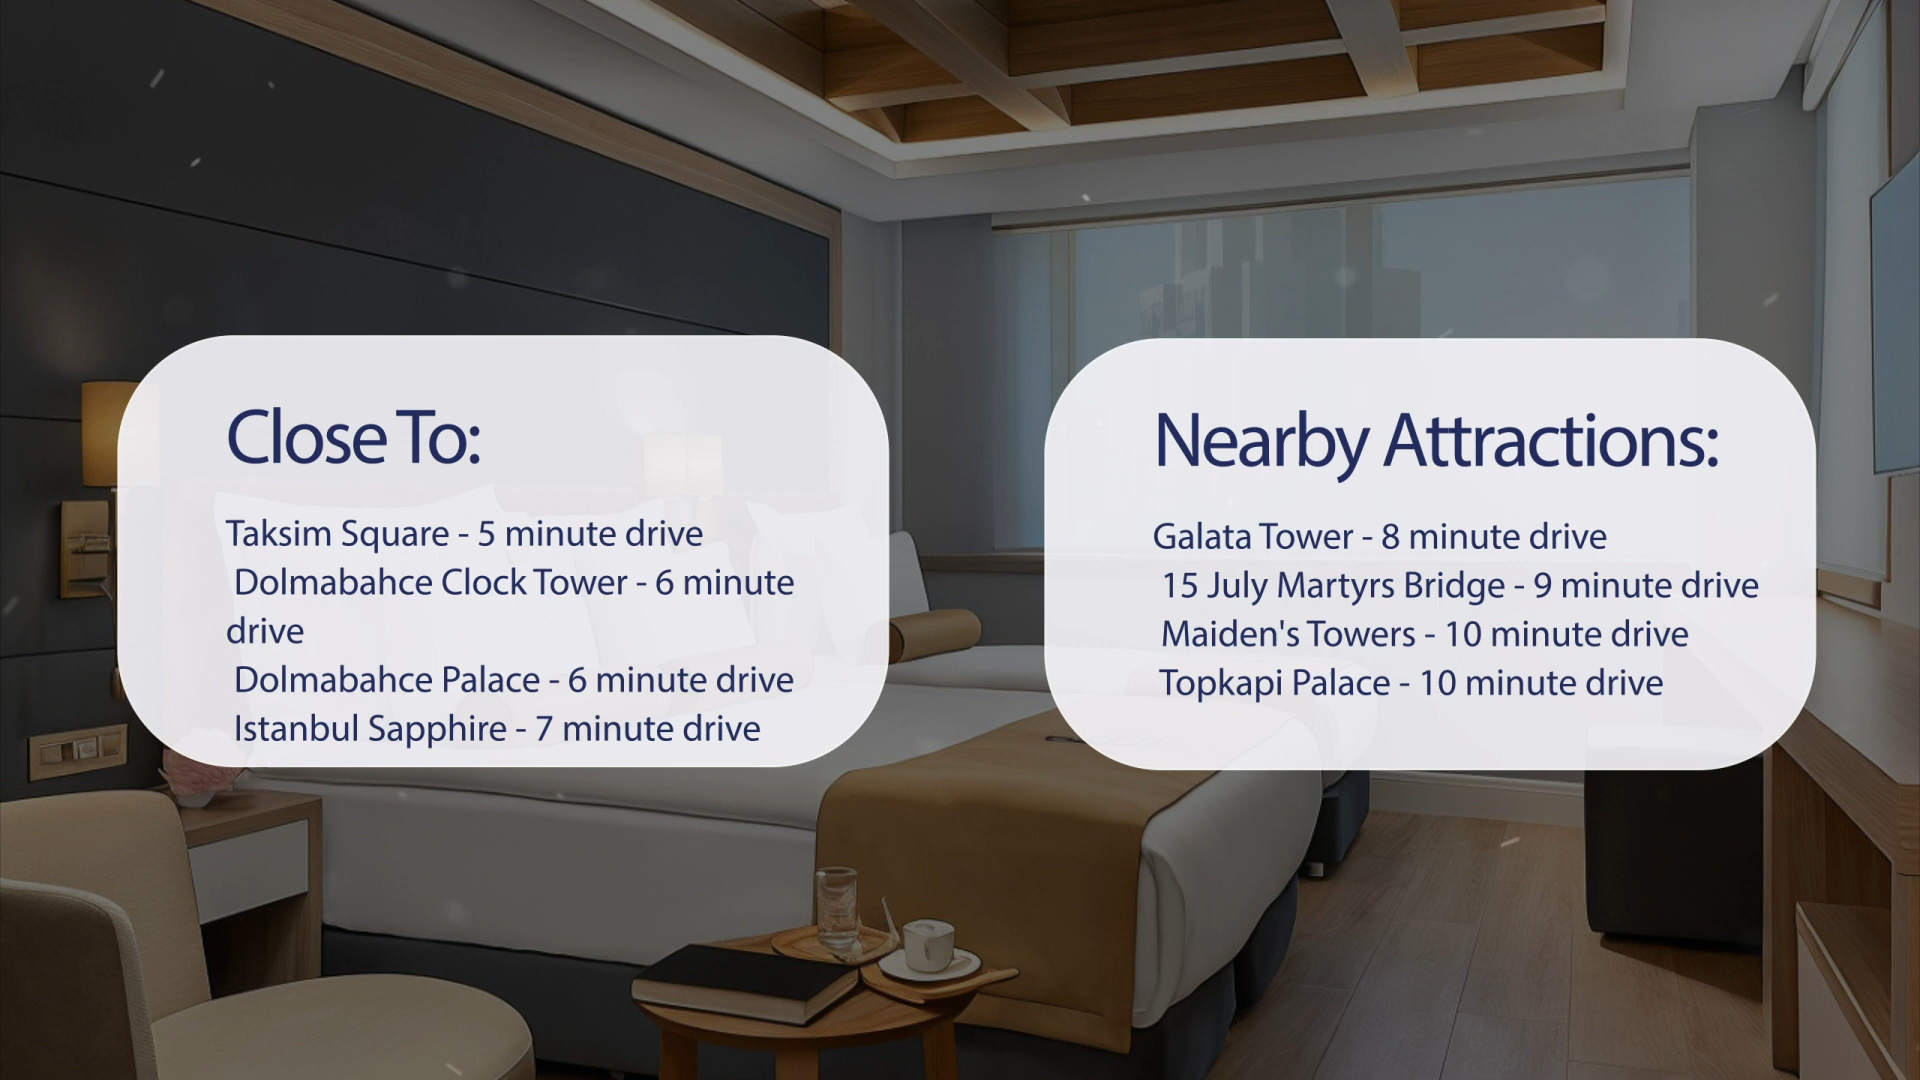 Close To:
Taksim Square - 5 minute drive
Dolmabahce Clock Tower - 6 minute
drive
Dolmabahce Palace - 6 minute drive
Istanbul Sapphire - 7 minute drive
Nearby Attractions:
Galata Tower - 8 minute drive
15 July Martyrs Bridge - 9 minute drive
Maiden's Towers - 10 minute drive
Topkapi Palace - 10 minute drive